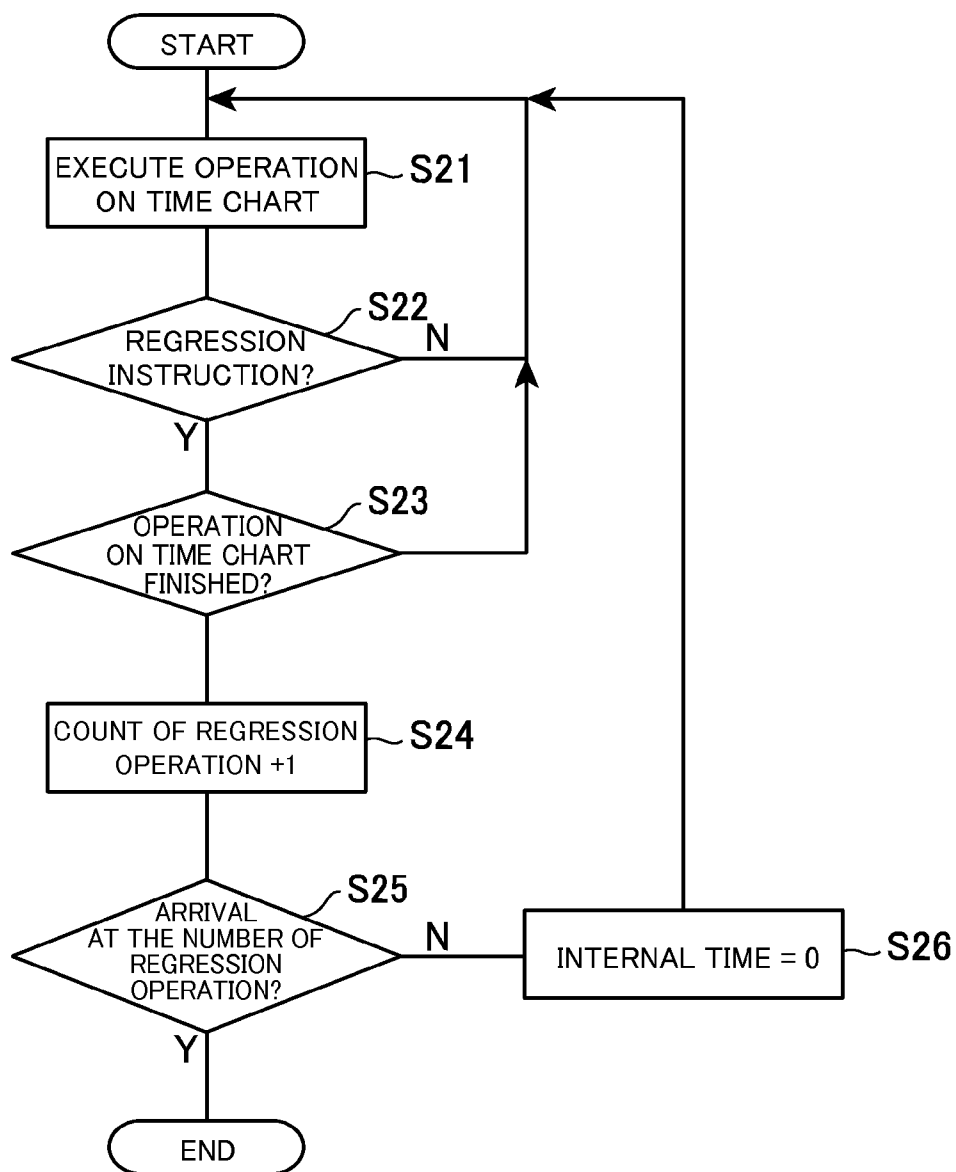 START
EXECUTE OPERATION
ON TIME CHART
S21
S22
REGRESSION
INSTRUCTION?
N
Y
S23
OPERATION
ON TIME CHART
FINISHED?
COUNT OF REGRESSION
OPERATION +1
S24
S25
ARRIVAL
AT THE NUMBER OF
REGRESSION
OPERATION?
N
INTERNAL TIME = 0
S26
Y
END